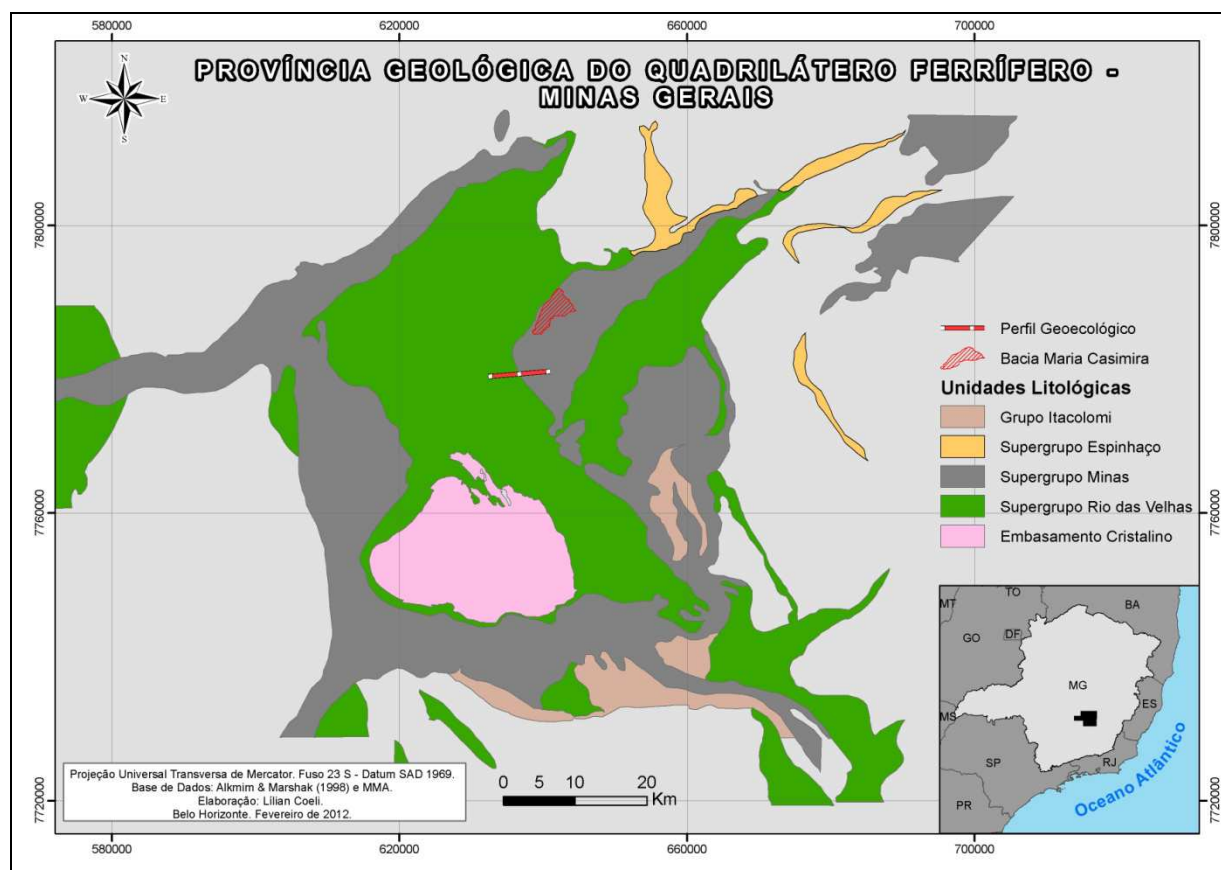 580000 620000 660000 700000
PROVÍNCIA GEOLÓGICA DO QUADRILÁTERO FERRÍFERO -
MINAS GERAIS
N
W E
S
7800000 7800000
Perfil Geoecológico
Bacia Maria Casimira
Unidades Litológicas
Grupo Itacolomi
Supergrupo Espinhaço
Supergrupo Minas
Supergrupo Rio das Velhas
Embasamento Cristalino
7760000 7760000
MT TO BA
GO DF
MG
MS ES
SP RJ
PR
Oceano Atlântico
Projeção Universal Transversa de Mercator. Fuso 23 S - Datum SAD 1969.
Base de Dados: Alkmim & Marshak (1998) e MMA.
Elaboração: Lílian Coeli.
Belo Horizonte. Fevereiro de 2012.
0 5 10 20
Km
7720000 7720000
580000 620000 660000 700000